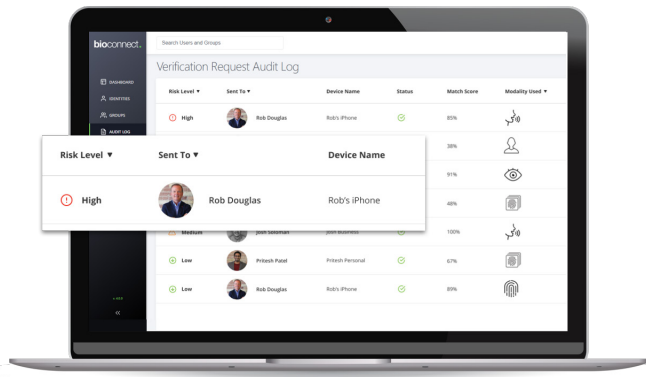 bioconnect.
Search Users and Groups
Verification Request Audit Log
DASHBOARD
IDENTITIES
GROUPS
AUDIT LOG
Risk Level ▼ Sent To ▼ Device Name Status Match Score Modality Used ▼
High Rob Douglas Rob's iPhone 85%
38%
91%
48%
Medium Josh Soloman Josh Business 100%
Low Pritesh Patel Pritesh Personal 67%
Low Rob Douglas Rob's iPhone 89%
Risk Level ▼ Sent To ▼ Device Name
High Rob Douglas Rob's iPhone